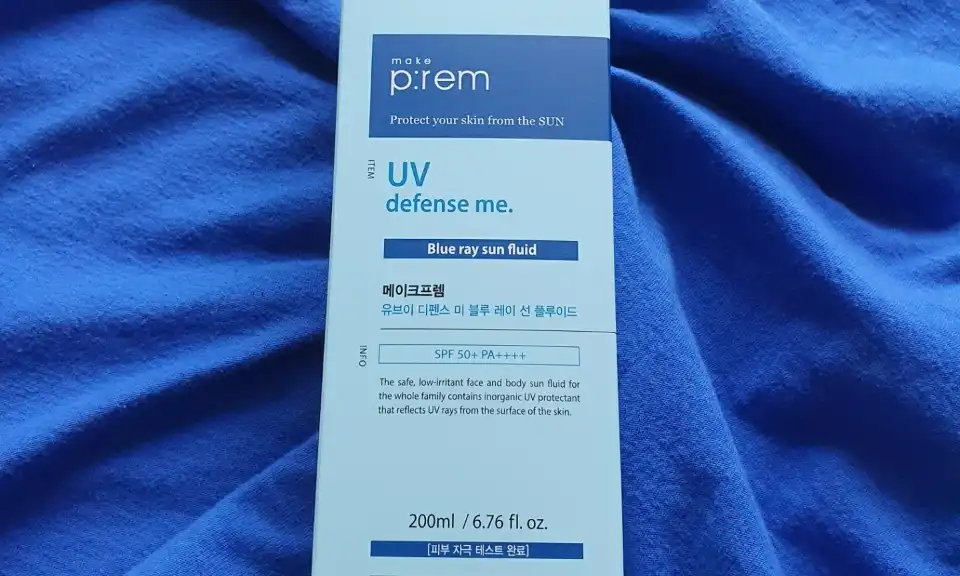 make
p:rem
Protect your skin from the SUN
ITEM
UV
defense me.
Blue ray sun fluid
메이크프렘
유브이 디펜스 미 블루 레이 선 플루이드
INFO
SPF 50+ PA++++
The safe, low-irritant face and body sun fluid for
the whole family contains inorganic UV protectant
that reflects UV rays from the surface of the skin.
200ml / 6.76 fl. oz.
[피부 자극 테스트 완료]